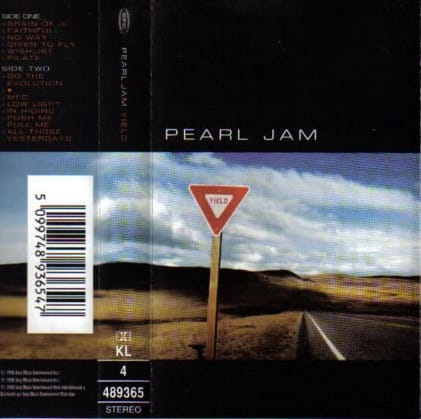 SIDE ONE
BRAIN OF J.
FAITHFULL
NO WAY
GIVEN TO FLY
WISHLIST
PILATE
SIDE TWO
DO THE
EVOLUTION
MFC
LOW LIGHT
IN HIDING
PUSH ME
PULL ME
ALL THOSE
YESTERDAYS
EPIC
PEARL JAM YIELD
PEARL JAM
YIELD
5 099748 936547
KL
4
489365
STEREO